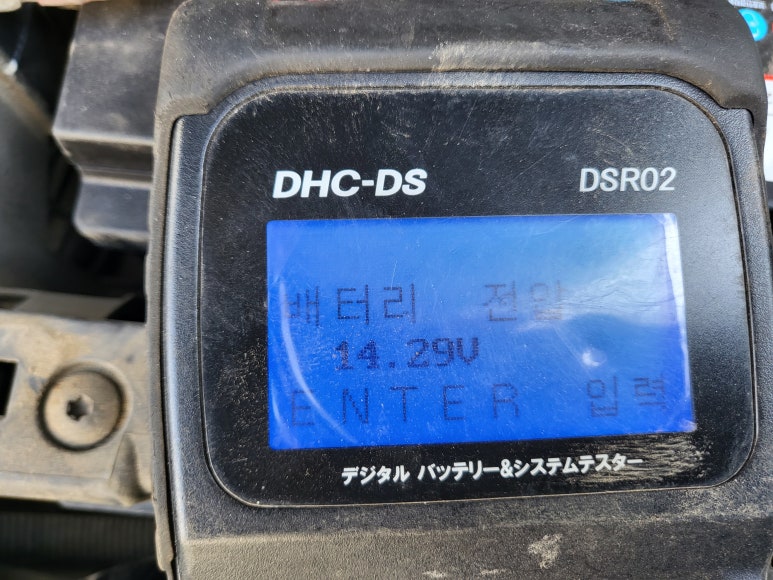 DHC-DS DSR02
배터리 전압
14.29V
ENTER 입력
デジタル バッテリー&システムテスター